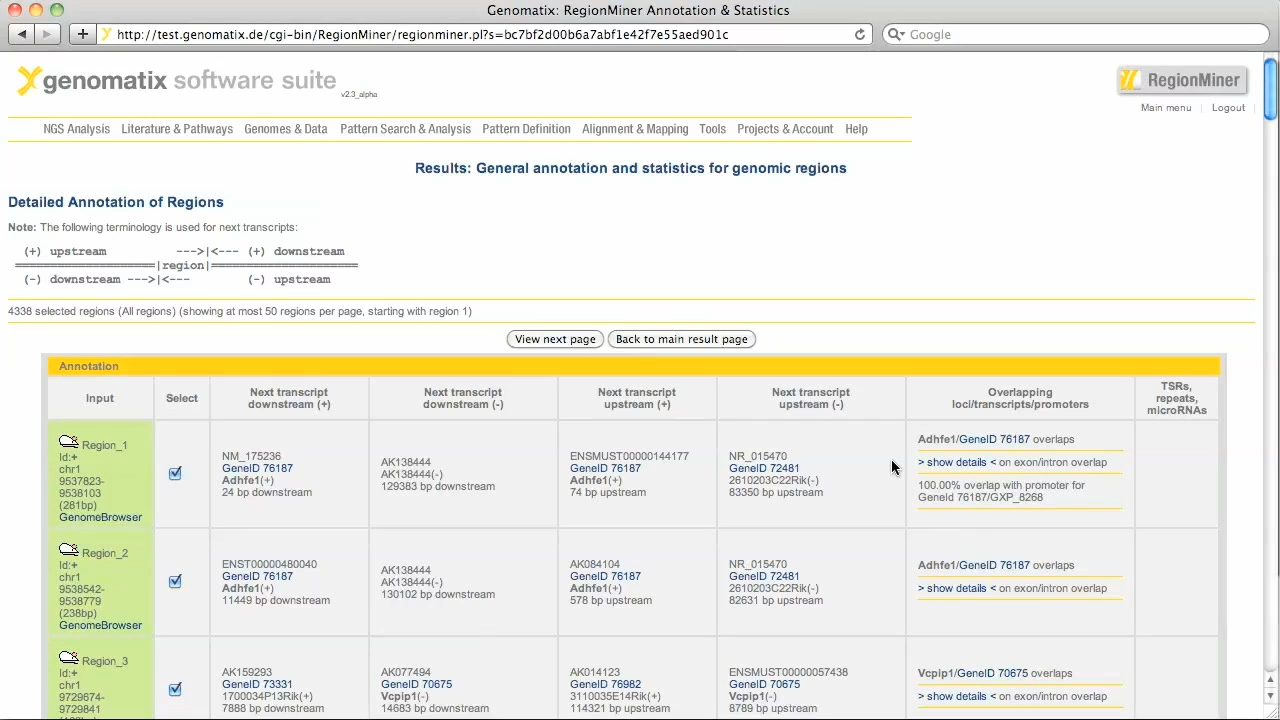 Genomatix: RegionMiner Annotation & Statistics
http://test.genomatix.de/cgi-bin/RegionMiner/regionminer.pl?s=bc7bf2d00b6a7abf1e42f7e55aed901c
Google
genomatix software suite v2.3_alpha
RegionMiner
Main menu | Logout
NGS Analysis Literature & Pathways Genomes & Data Pattern Search & Analysis Pattern Definition Alignment & Mapping Tools Projects & Account Help
Results: General annotation and statistics for genomic regions
Detailed Annotation of Regions
Note: The following terminology is used for next transcripts:
(+) upstream --->|<--- (+) downstream
=====================|region|======================
(-) downstream --->|<--- (-) upstream
4338 selected regions (All regions) (showing at most 50 regions per page, starting with region 1)
View next page
Back to main result page
Annotation
Input
Select
Next transcript
downstream (+)
Next transcript
downstream (-)
Next transcript
upstream (+)
Next transcript
upstream (-)
Overlapping
loci/transcripts/promoters
TSRs,
repeats,
microRNAs
Region_1
Id:+
chr1
9537823-
9538103
(281bp)
GenomeBrowser
NM_175236
GeneID 76187
Adhfe1(+)
24 bp downstream
AK138444
AK138444(-)
129383 bp downstream
ENSMUST00000144177
GeneID 76187
Adhfe1(+)
74 bp upstream
NR_015470
GeneID 72481
2610203C22Rik(-)
83350 bp upstream
Adhfe1/GeneID 76187 overlaps
> show details < on exon/intron overlap
100.00% overlap with promoter for
GeneId 76187/GXP_8268
Region_2
Id:+
chr1
9538542-
9538779
(238bp)
GenomeBrowser
ENST00000480040
GeneID 76187
Adhfe1(+)
11449 bp downstream
AK138444
AK138444(-)
130102 bp downstream
AK084104
GeneID 76187
Adhfe1(+)
578 bp upstream
NR_015470
GeneID 72481
2610203C22Rik(-)
82631 bp upstream
Adhfe1/GeneID 76187 overlaps
> show details < on exon/intron overlap
Region_3
Id:+
chr1
9729674-
9729841
AK159293
GeneID 73331
1700034P13Rik(+)
7888 bp downstream
AK077494
GeneID 70675
Vcpip1(-)
14683 bp downstream
AK014123
GeneID 76982
3110035E14Rik(+)
114321 bp upstream
ENSMUST00000057438
GeneID 70675
Vcpip1(-)
8789 bp upstream
Vcpip1/GeneID 70675 overlaps
> show details < on exon/intron overlap